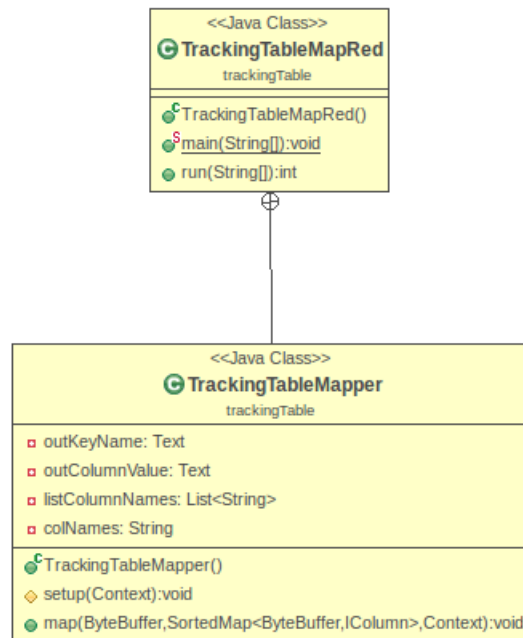 <<Java Class>>
C TrackingTableMapRed
trackingTable
C TrackingTableMapRed()
S main(String[]):void
run(String[]):int
<<Java Class>>
C TrackingTableMapper
trackingTable
outKeyName: Text
outColumnValue: Text
listColumnNames: List<String>
colNames: String
C TrackingTableMapper()
setup(Context):void
map(ByteBuffer,SortedMap<ByteBuffer,IColumn>,Context):void